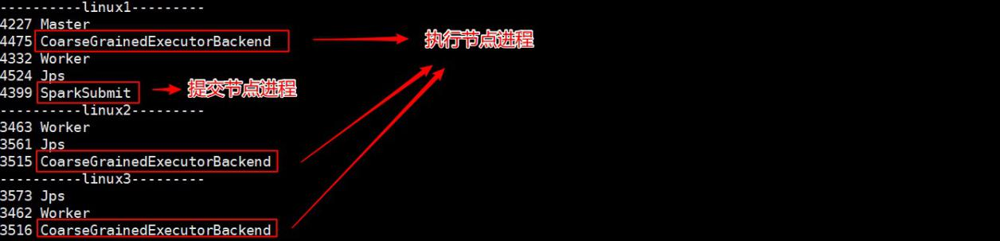 ----------linux1---------
4227 Master
4475 CoarseGrainedExecutorBackend
执行节点进程
4332 Worker
4524 Jps
4399 SparkSubmit
提交节点进程
----------linux2---------
3463 Worker
3561 Jps
3515 CoarseGrainedExecutorBackend
----------linux3---------
3573 Jps
3462 Worker
3516 CoarseGrainedExecutorBackend